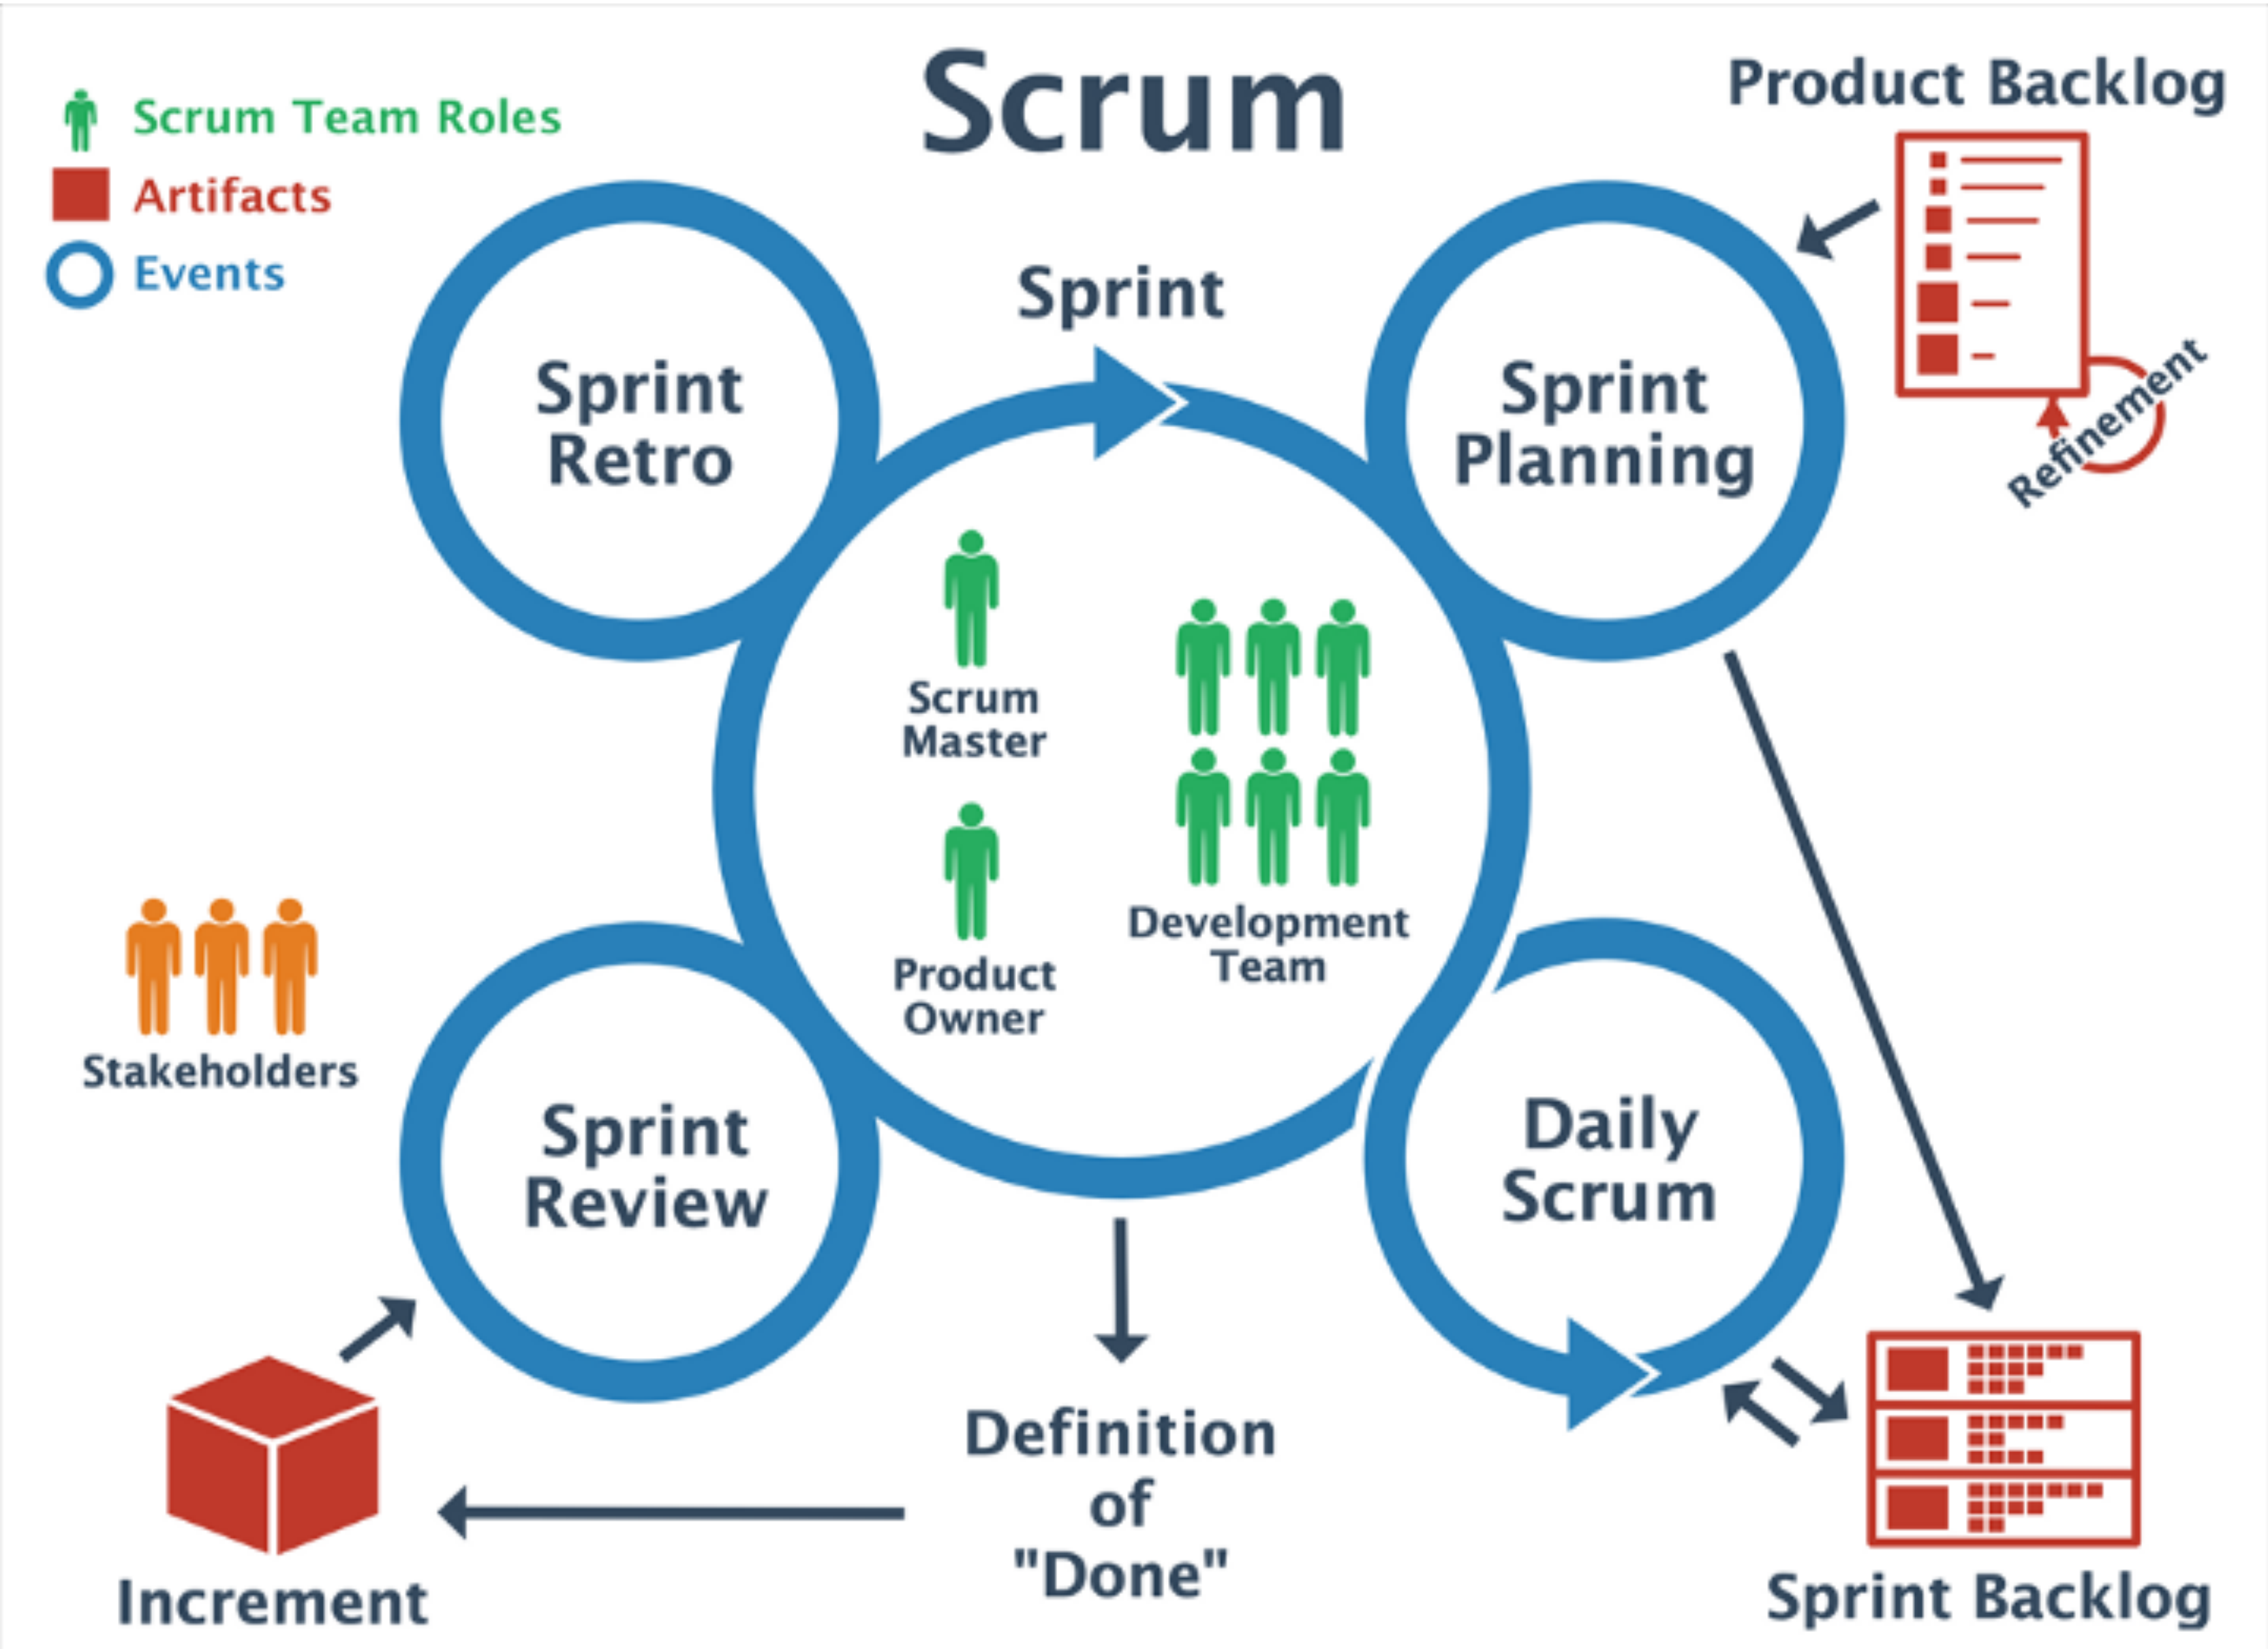 Scrum
Scrum Team Roles
Artifacts
Events
Product Backlog
Refinement
Sprint
Sprint
Retro
Sprint
Planning
Scrum
Master
Product
Owner
Development
Team
Stakeholders
Sprint
Review
Daily
Scrum
Definition
of
"Done"
Increment
Sprint Backlog